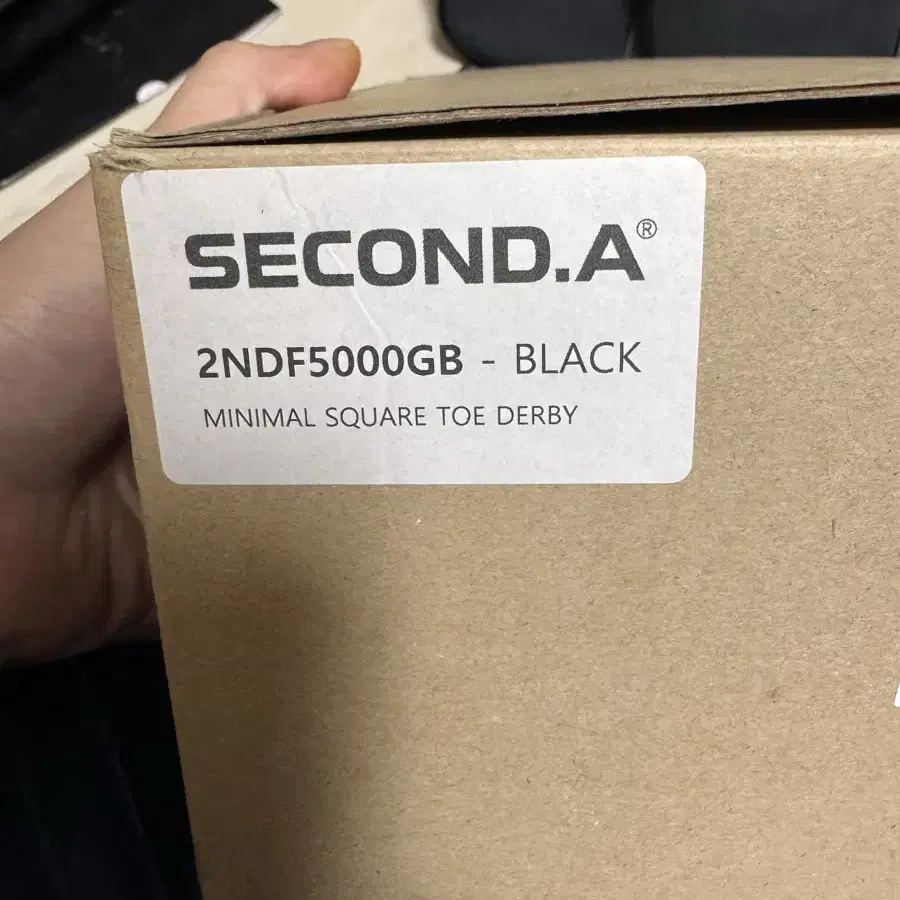 SECOND.A®
2NDF5000GB - BLACK
MINIMAL SQUARE TOE DERBY